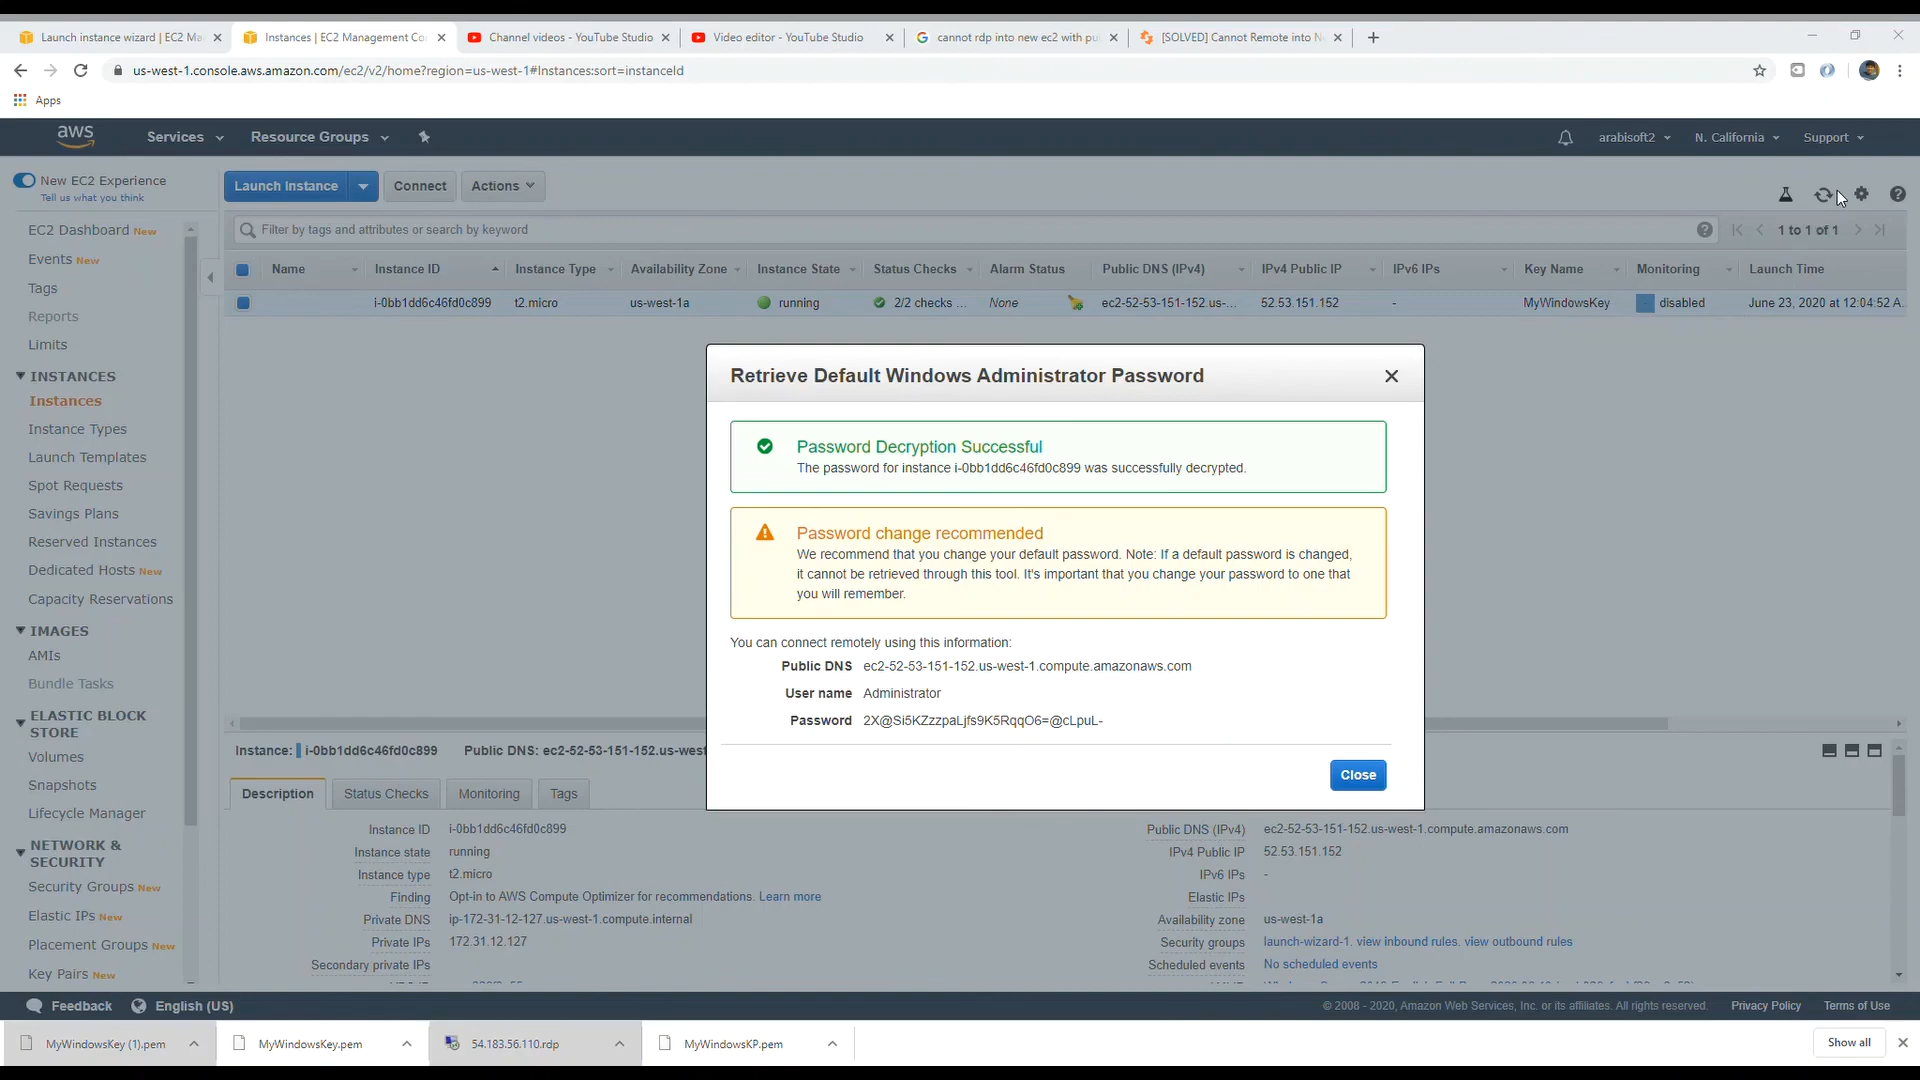 Launch instance wizard | EC2 Ma
Instances | EC2 Management Co
Channel videos - YouTube Studio
Video editor - YouTube Studio
cannot rdp into new ec2 with pu
[SOLVED] Cannot Remote into N
us-west-1.console.aws.amazon.com/ec2/v2/home?region=us-west-1#Instances:sort=instanceId
Apps
aws
Services
Resource Groups
arabisoft2
N. California
Support
New EC2 Experience
Tell us what you think
EC2 Dashboard New
Events New
Tags
Reports
Limits
INSTANCES
Instances
Instance Types
Launch Templates
Spot Requests
Savings Plans
Reserved Instances
Dedicated Hosts New
Capacity Reservations
IMAGES
AMIs
Bundle Tasks
ELASTIC BLOCK
STORE
Volumes
Snapshots
Lifecycle Manager
NETWORK &
SECURITY
Security Groups New
Elastic IPs New
Placement Groups New
Key Pairs New
Launch Instance
Connect
Actions
Filter by tags and attributes or search by keyword
1 to 1 of 1
Name Instance ID Instance Type Availability Zone Instance State Status Checks Alarm Status Public DNS (IPv4) IPv4 Public IP IPv6 IPs Key Name Monitoring Launch Time
i-0bb1dd6c46fd0c899 t2.micro us-west-1a running 2/2 checks ... None ec2-52-53-151-152.us-... 52.53.151.152 - MyWindowsKey disabled June 23, 2020 at 12:04:52 A..
Retrieve Default Windows Administrator Password
Password Decryption Successful
The password for instance i-0bb1dd6c46fd0c899 was successfully decrypted.
Password change recommended
We recommend that you change your default password. Note: If a default password is changed,
it cannot be retrieved through this tool. It's important that you change your password to one that
you will remember.
You can connect remotely using this information:
Public DNS ec2-52-53-151-152.us-west-1.compute.amazonaws.com
User name Administrator
Password 2X@Si5KZzzpaLjfs9K5RqqO6=@cLpuL-
Close
Instance: i-0bb1dd6c46fd0c899 Public DNS: ec2-52-53-151-152.us-west
Description
Status Checks
Monitoring
Tags
Instance ID i-0bb1dd6c46fd0c899
Instance state running
Instance type t2.micro
Finding Opt-in to AWS Compute Optimizer for recommendations. Learn more
Private DNS ip-172-31-12-127.us-west-1.compute.internal
Private IPs 172.31.12.127
Secondary private IPs
Public DNS (IPv4) ec2-52-53-151-152.us-west-1.compute.amazonaws.com
IPv4 Public IP 52.53.151.152
IPv6 IPs -
Elastic IPs
Availability zone us-west-1a
Security groups launch-wizard-1. view inbound rules. view outbound rules
Scheduled events No scheduled events
Feedback
English (US)
© 2008 - 2020, Amazon Web Services, Inc. or its affiliates. All rights reserved.
Privacy Policy
Terms of Use
MyWindowsKey (1).pem
MyWindowsKey.pem
54.183.56.110.rdp
MyWindowsKP.pem
Show all